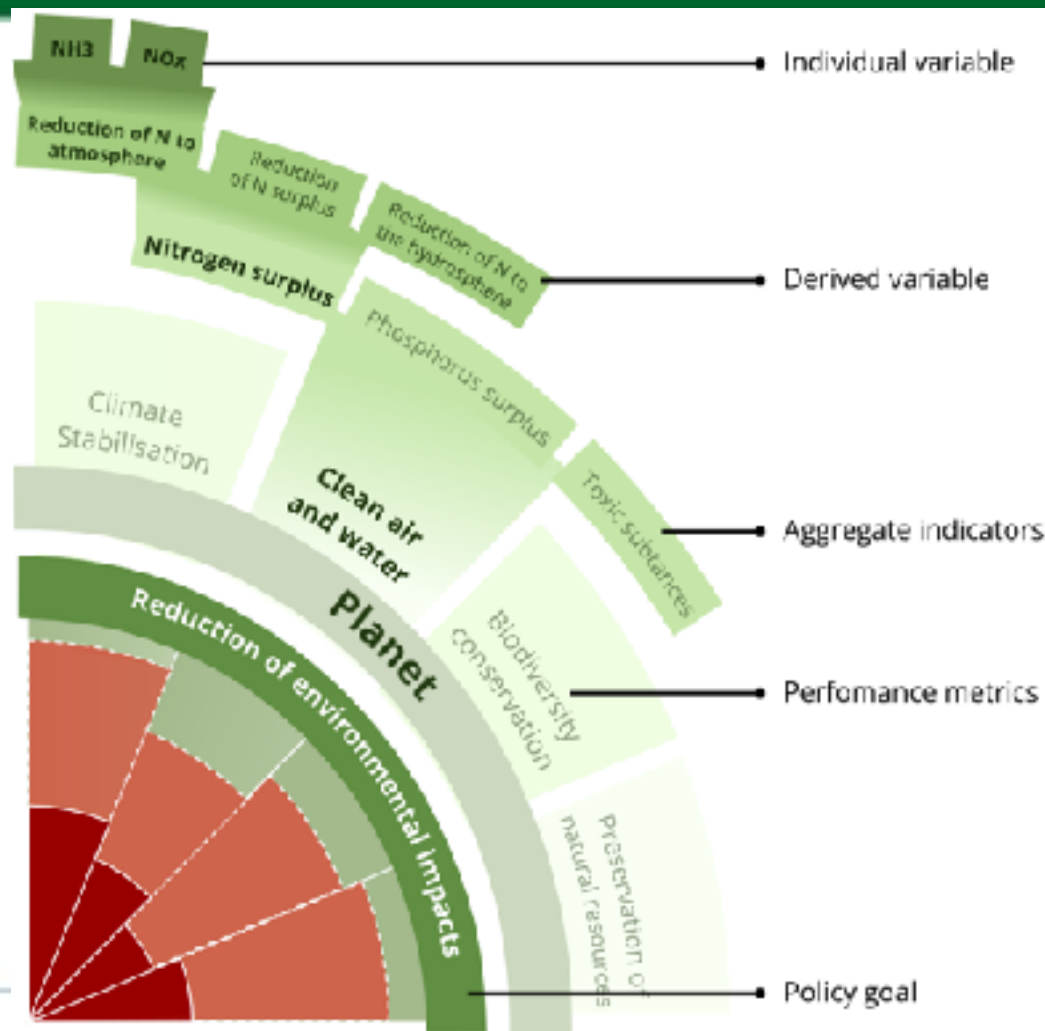 NH3
NOx
Individual variable
Reduction of N to
atmosphere
Reduction
of N surplus
Reduction of N to
the hydrosphere
Derived variable
Nitrogen surplus
Phosphorus surplus
Climate
Stabilisation
Clean air
and water
Toxic subtances
Aggregate indicators
Planet
Biodiversity
conservation
Perfomance metrics
Reduction of environmental impacts
Preservation of
natural rasources
Policy goal